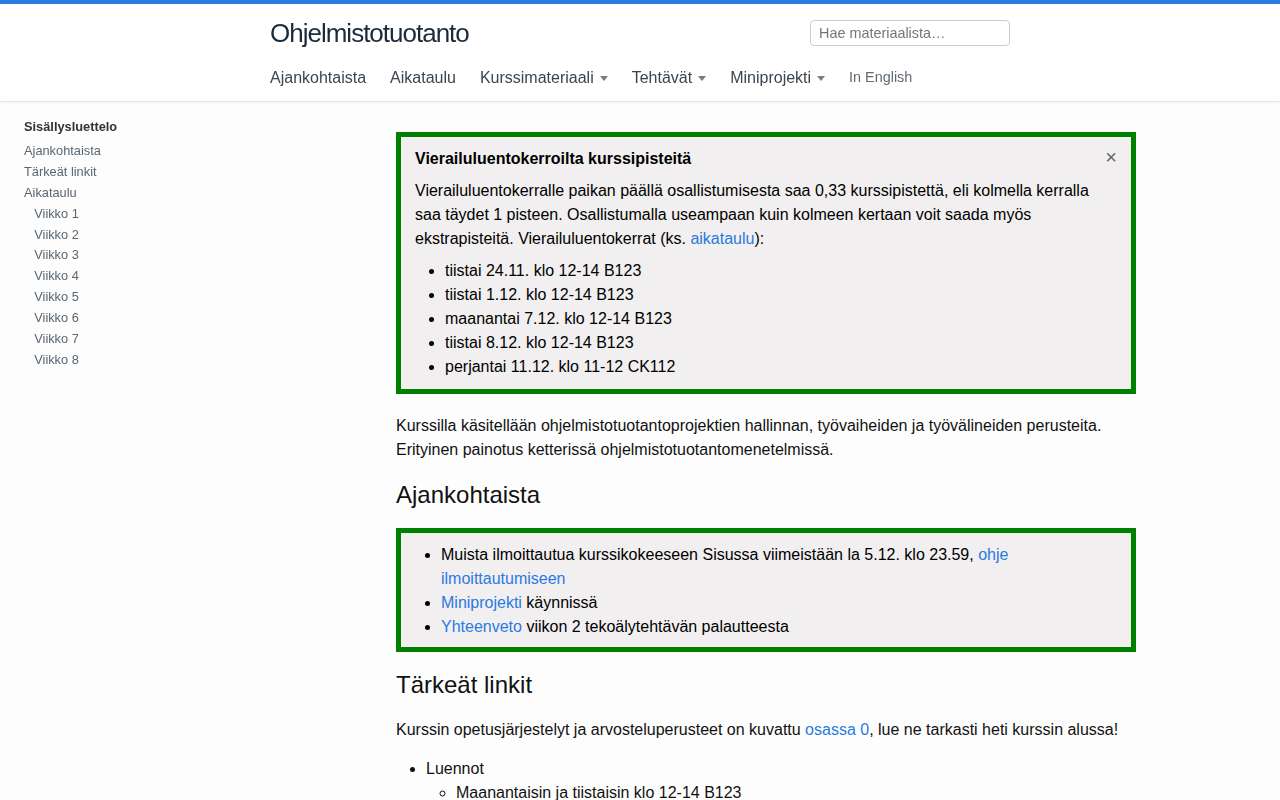 Ohjelmistotuotanto
Hae materiaalista…
Ajankohtaista Aikataulu Kurssimateriaali Tehtävät Miniprojekti In English
Sisällysluettelo
Ajankohtaista
Tärkeät linkit
Aikataulu
Viikko 1
Viikko 2
Viikko 3
Viikko 4
Viikko 5
Viikko 6
Viikko 7
Viikko 8
Vierailuluentokerroilta kurssipisteitä ×
Vierailuluentokerralle paikan päällä osallistumisesta saa 0,33 kurssipistettä, eli kolmella kerralla
saa täydet 1 pisteen. Osallistumalla useampaan kuin kolmeen kertaan voit saada myös
ekstrapisteitä. Vierailuluentokerrat (ks. aikataulu):
• tiistai 24.11. klo 12-14 B123
• tiistai 1.12. klo 12-14 B123
• maanantai 7.12. klo 12-14 B123
• tiistai 8.12. klo 12-14 B123
• perjantai 11.12. klo 11-12 CK112
Kurssilla käsitellään ohjelmistotuotantoprojektien hallinnan, työvaiheiden ja työvälineiden perusteita.
Erityinen painotus ketterissä ohjelmistotuotantomenetelmissä.
Ajankohtaista
• Muista ilmoittautua kurssikokeeseen Sisussa viimeistään la 5.12. klo 23.59, ohje
ilmoittautumiseen
• Miniprojekti käynnissä
• Yhteenveto viikon 2 tekoälytehtävän palautteesta
Tärkeät linkit
Kurssin opetusjärjestelyt ja arvosteluperusteet on kuvattu osassa 0, lue ne tarkasti heti kurssin alussa!
• Luennot
◦ Maanantaisin ja tiistaisin klo 12-14 B123